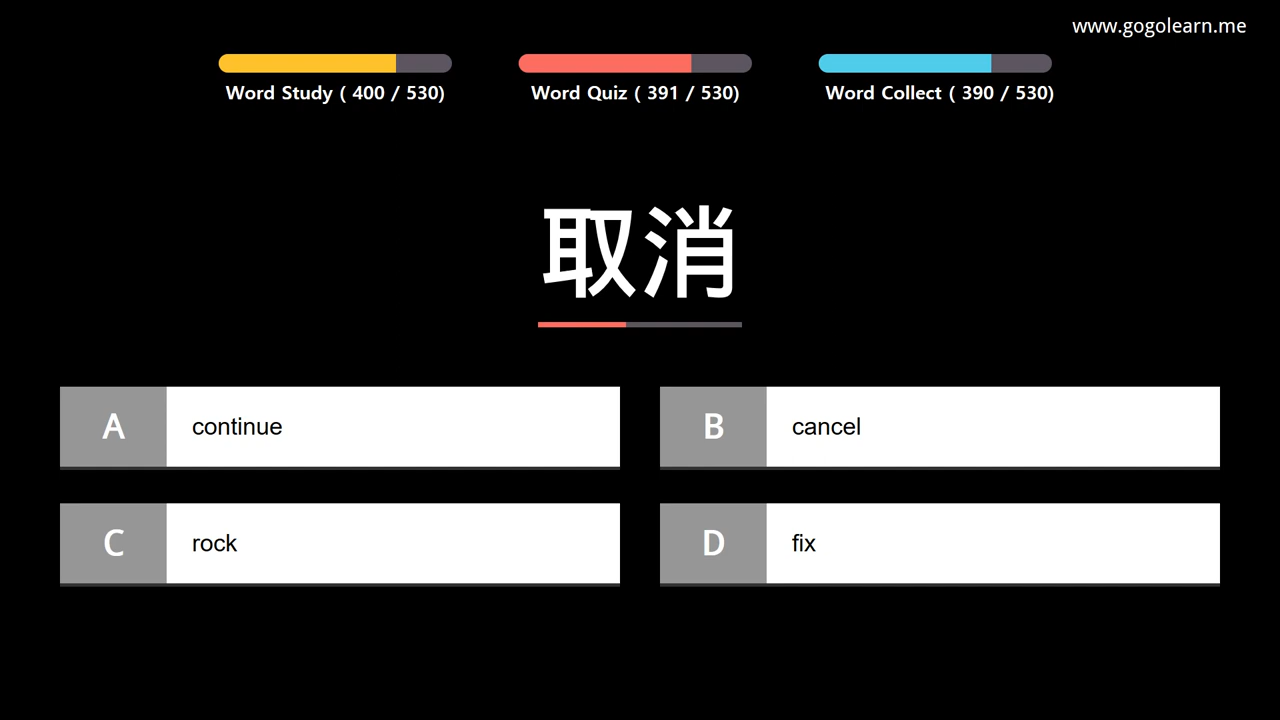 www.gogolearn.me
Word Study ( 400 / 530)
Word Quiz ( 391 / 530)
Word Collect ( 390 / 530)
取消
A continue
B cancel
C rock
D fix